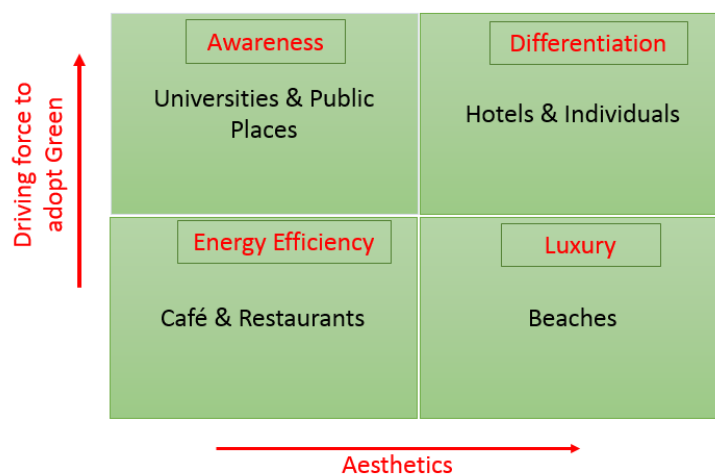 Driving force to
adopt Green
Awareness
Universities & Public
Places
Differentiation
Hotels & Individuals
Energy Efficiency
Café & Restaurants
Luxury
Beaches
Aesthetics